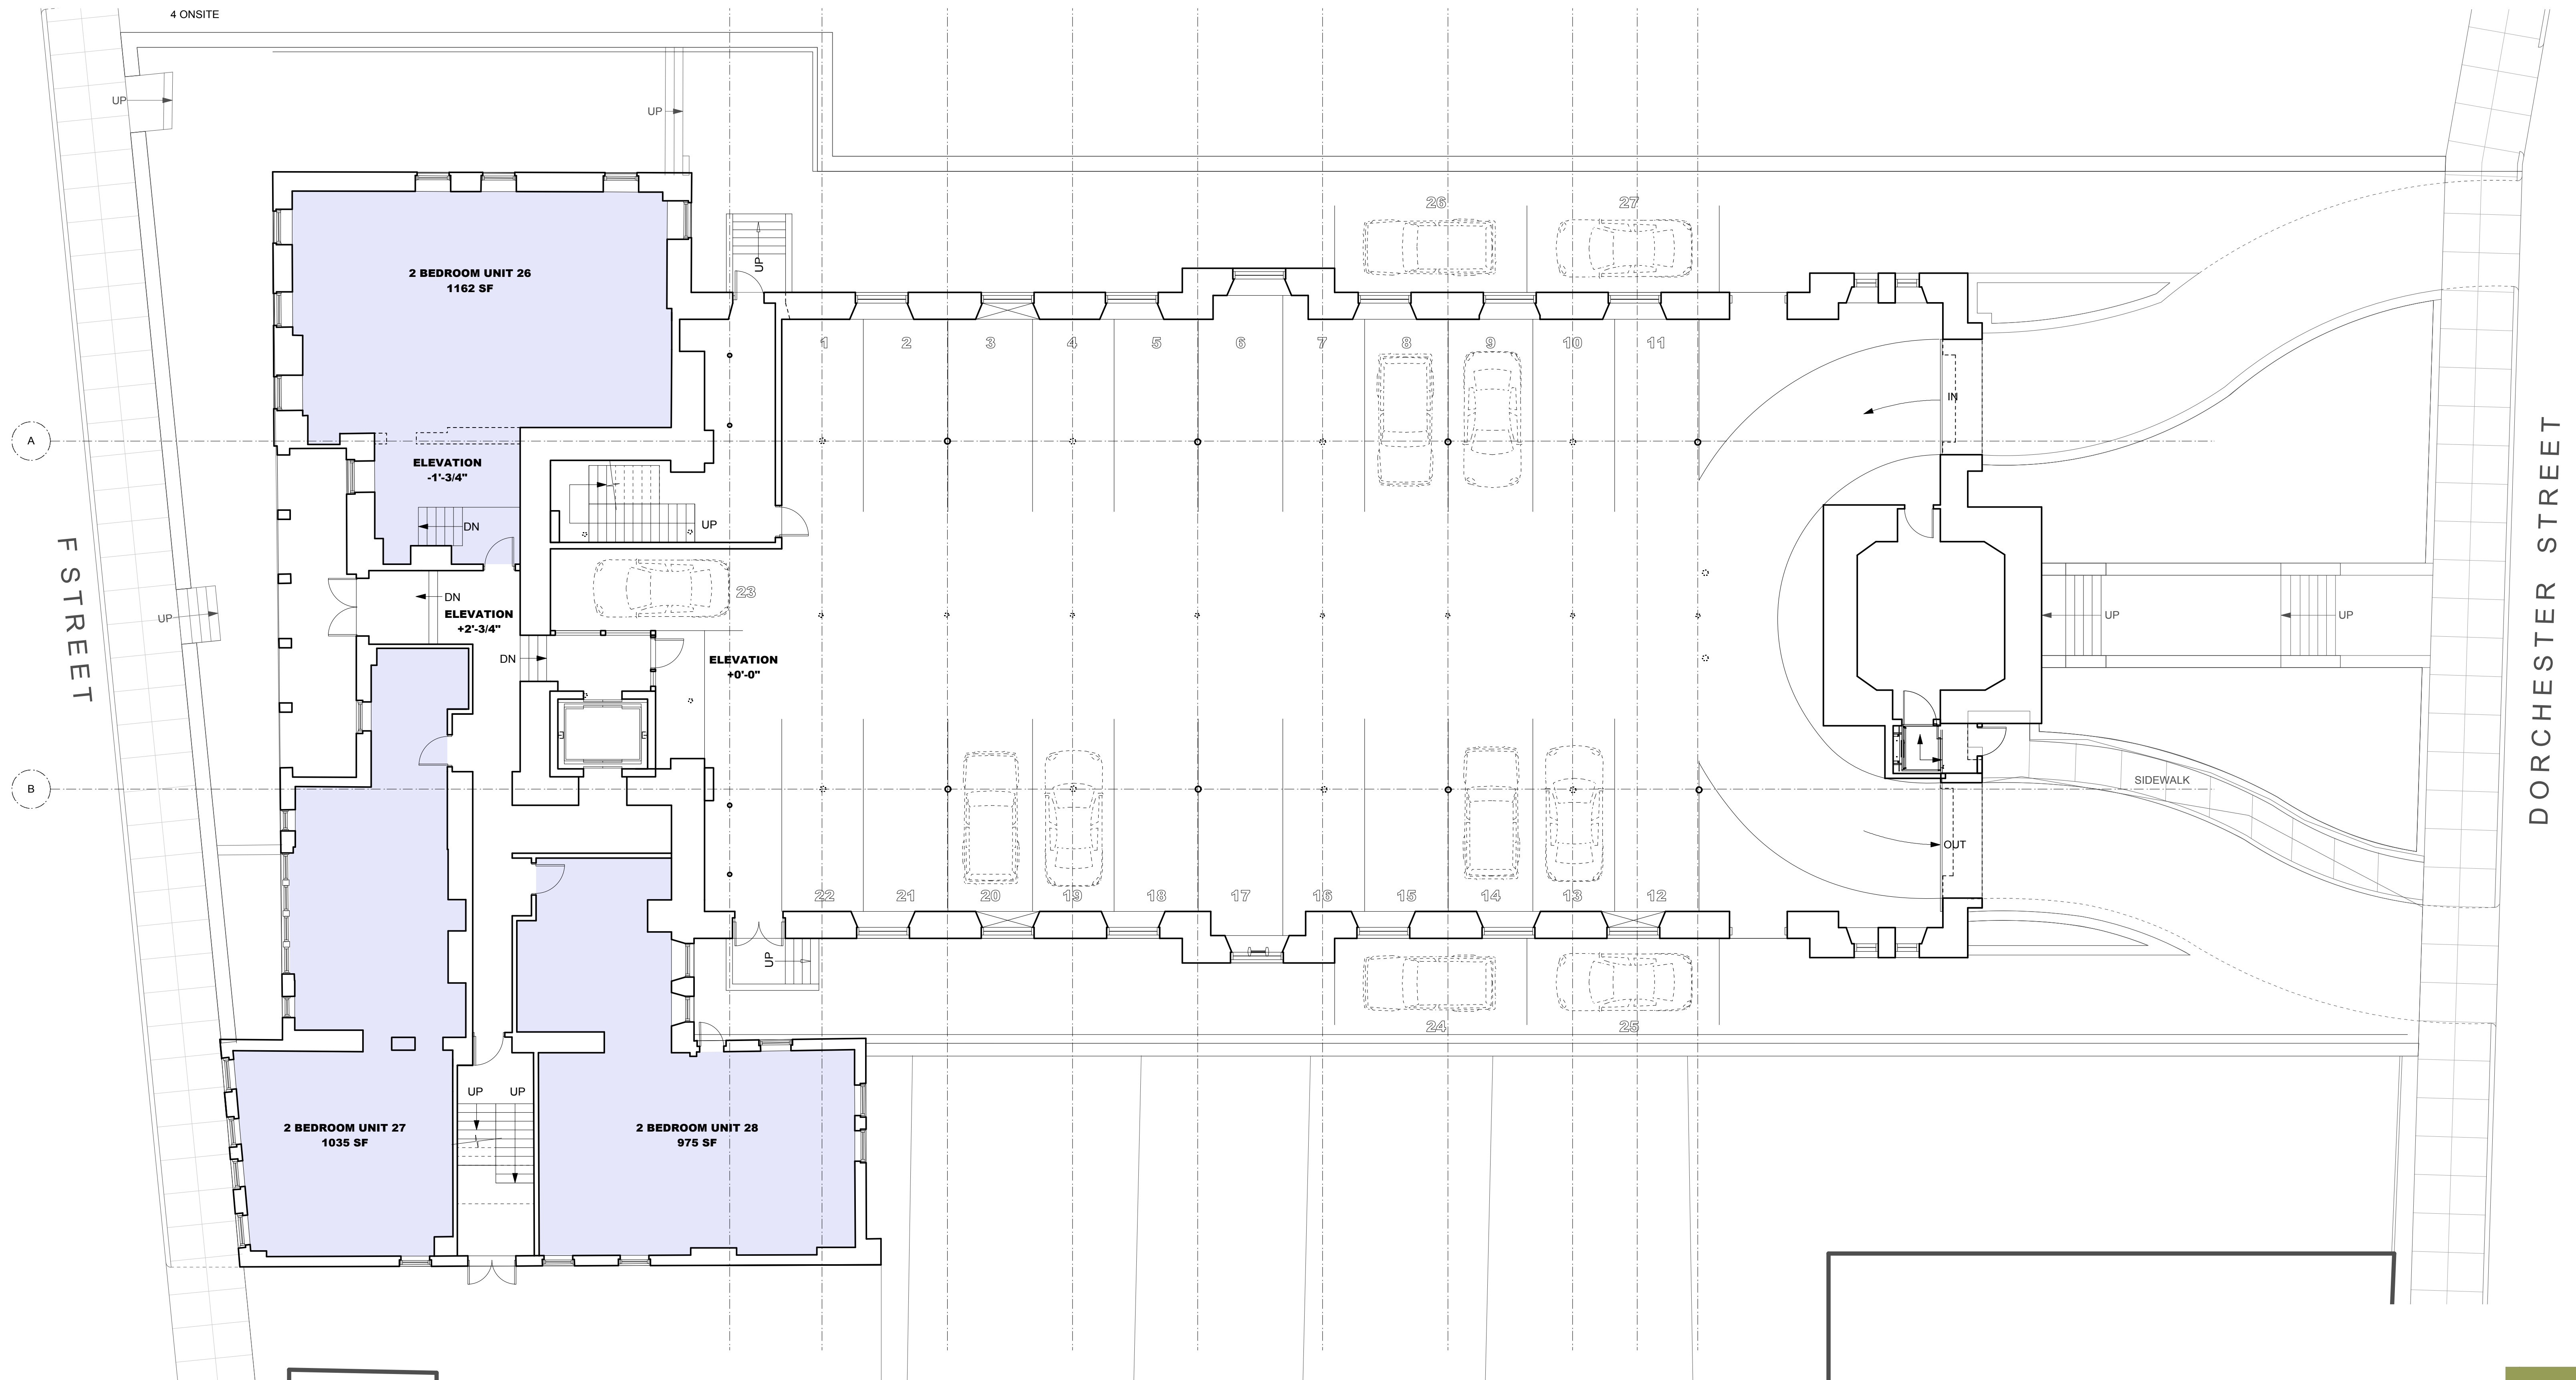 4 ONSITE
UP
UP
26
27
2 BEDROOM UNIT 26
1162 SF
UP
1
2
3
4
5
6
7
8
9
10
11
IN
A
ELEVATION
-1'-3/4"
DN
UP
F STREET
DORCHESTER STREET
23
DN
ELEVATION
+2'-3/4"
UP
UP
UP
DN
ELEVATION
+0'-0"
SIDEWALK
B
OUT
22
21
20
19
18
17
16
15
14
13
12
UP
24
25
UP
UP
2 BEDROOM UNIT 27
1035 SF
2 BEDROOM UNIT 28
975 SF